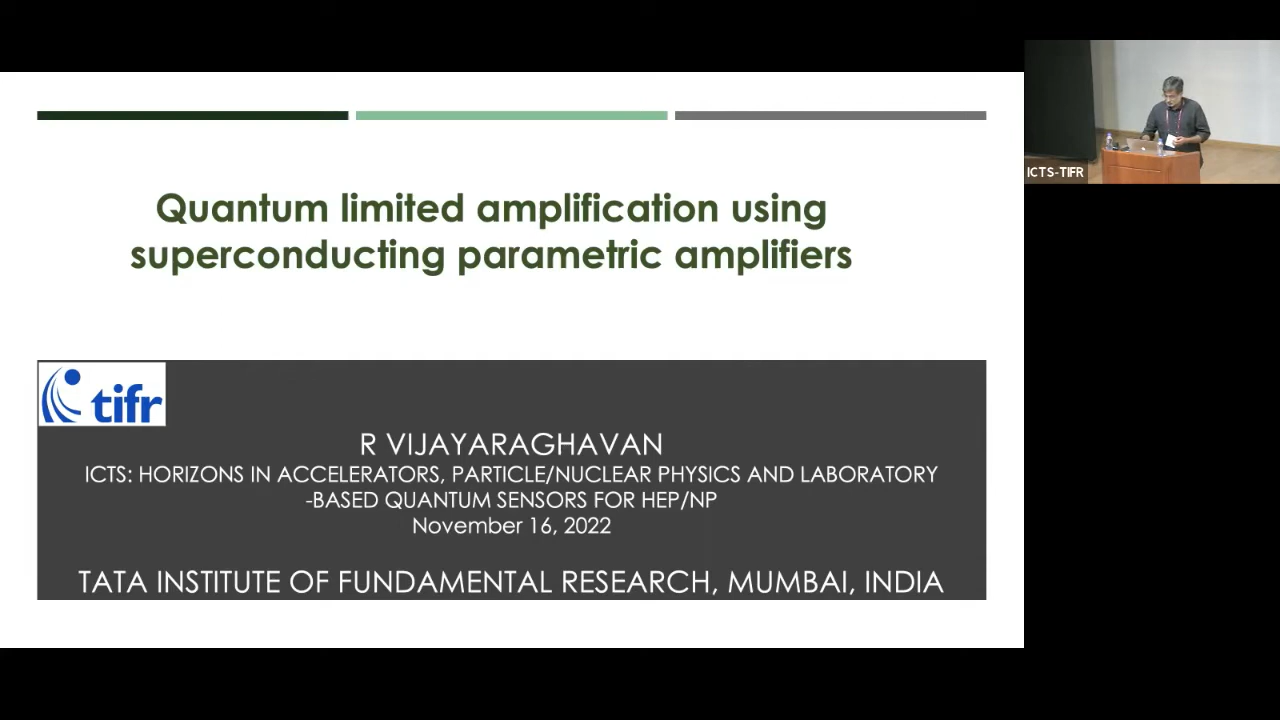 Quantum limited amplification using
superconducting parametric amplifiers
tifr
R VIJAYARAGHAVAN
ICTS: HORIZONS IN ACCELERATORS, PARTICLE/NUCLEAR PHYSICS AND LABORATORY
-BASED QUANTUM SENSORS FOR HEP/NP
November 16, 2022
TATA INSTITUTE OF FUNDAMENTAL RESEARCH, MUMBAI, INDIA
ICTS-TIFR